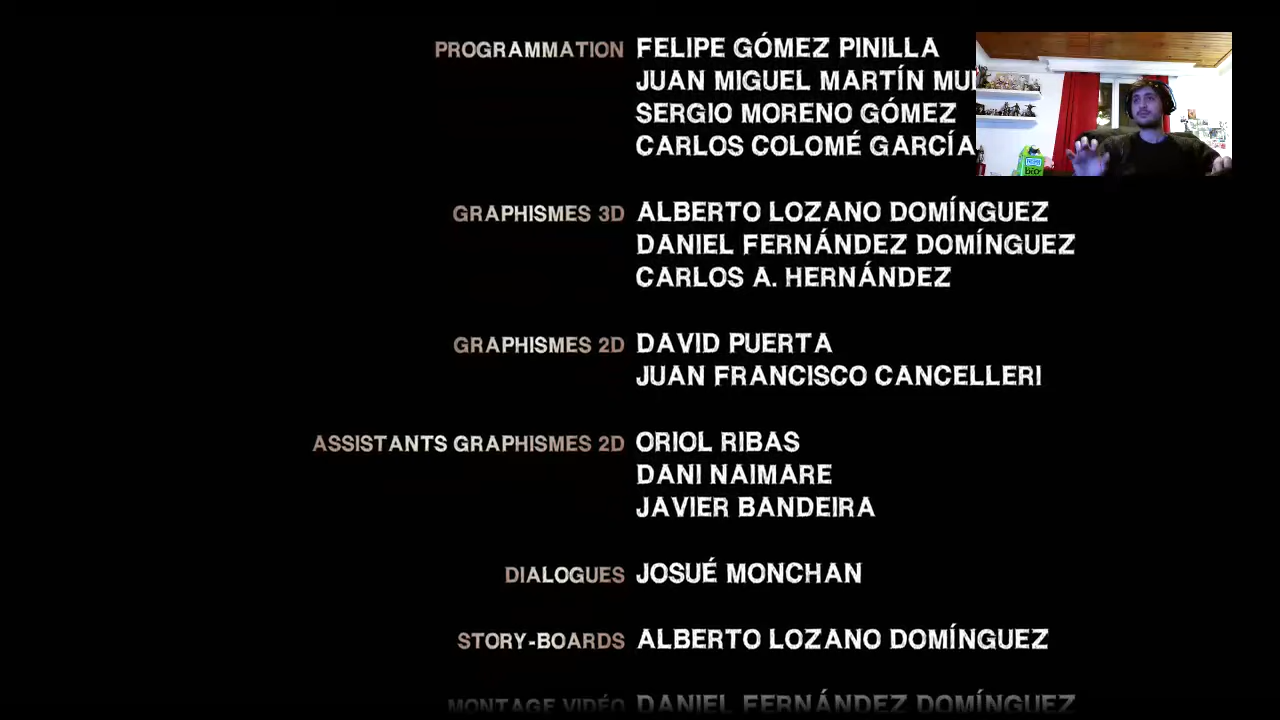 PROGRAMMATION FELIPE GÓMEZ PINILLA
JUAN MIGUEL MARTÍN
SERGIO MORENO GÓMEZ
CARLOS COLOMÉ GARCÍA
GRAPHISMES 3D ALBERTO LOZANO DOMÍNGUEZ
DANIEL FERNÁNDEZ DOMÍNGUEZ
CARLOS A. HERNÁNDEZ
GRAPHISMES 2D DAVID PUERTA
JUAN FRANCISCO CANCELLERI
ASSISTANTS GRAPHISMES 2D ORIOL RIBAS
DANI NAIMARE
JAVIER BANDEIRA
DIALOGUES JOSUÉ MONCHAN
STORY-BOARDS ALBERTO LOZANO DOMÍNGUEZ
MONTAGE VIDÉO DANIEL FERNÁNDEZ DOMÍNGUEZ